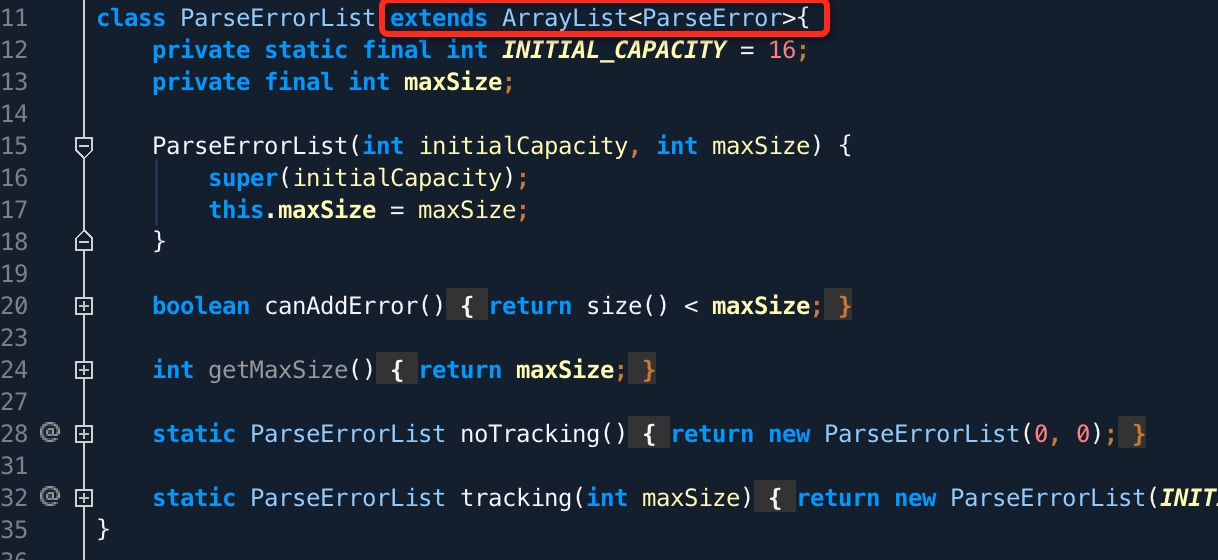 11 class ParseErrorList extends ArrayList<ParseError>{
12 private static final int INITIAL_CAPACITY = 16;
13 private final int maxSize;
14
15 ParseErrorList(int initialCapacity, int maxSize) {
16 super(initialCapacity);
17 this.maxSize = maxSize;
18 }
19
20 boolean canAddError() { return size() < maxSize; }
23
24 int getMaxSize() { return maxSize; }
27
28 @ static ParseErrorList noTracking() { return new ParseErrorList(0, 0); }
31
32 @ static ParseErrorList tracking(int maxSize) { return new ParseErrorList(INIT
35 }
36